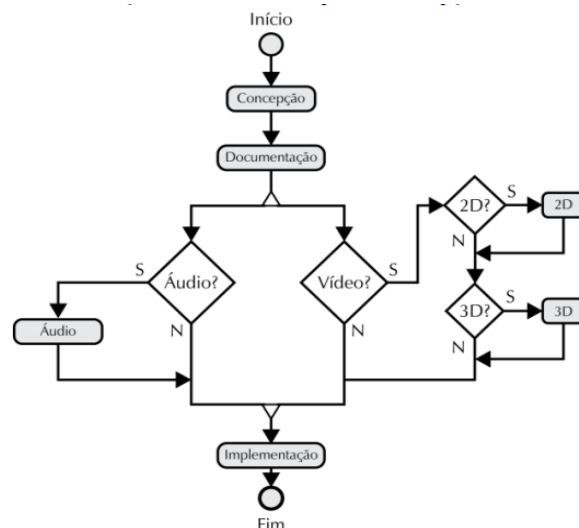 Início
Concepção
Documentação
2D?
S
2D
N
Áudio?
S
N
Vídeo?
S
N
3D?
S
3D
N
Áudio
Implementação
Fim